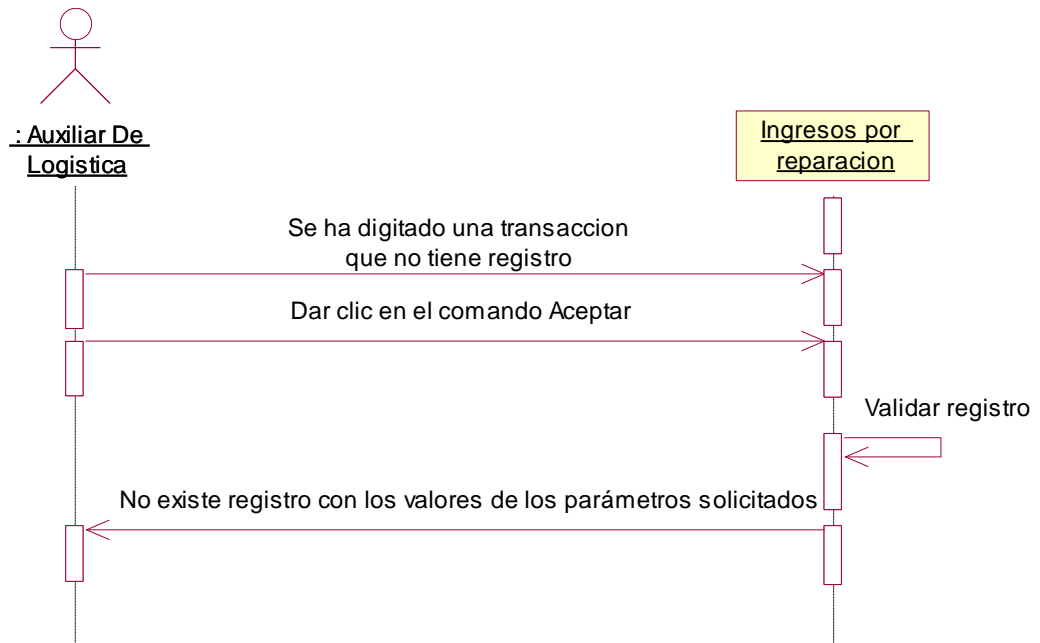 : Auxiliar De
Logistica
Ingresos por
reparacion
Se ha digitado una transaccion
que no tiene registro
Dar clic en el comando Aceptar
Validar registro
No existe registro con los valores de los parámetros solicitados